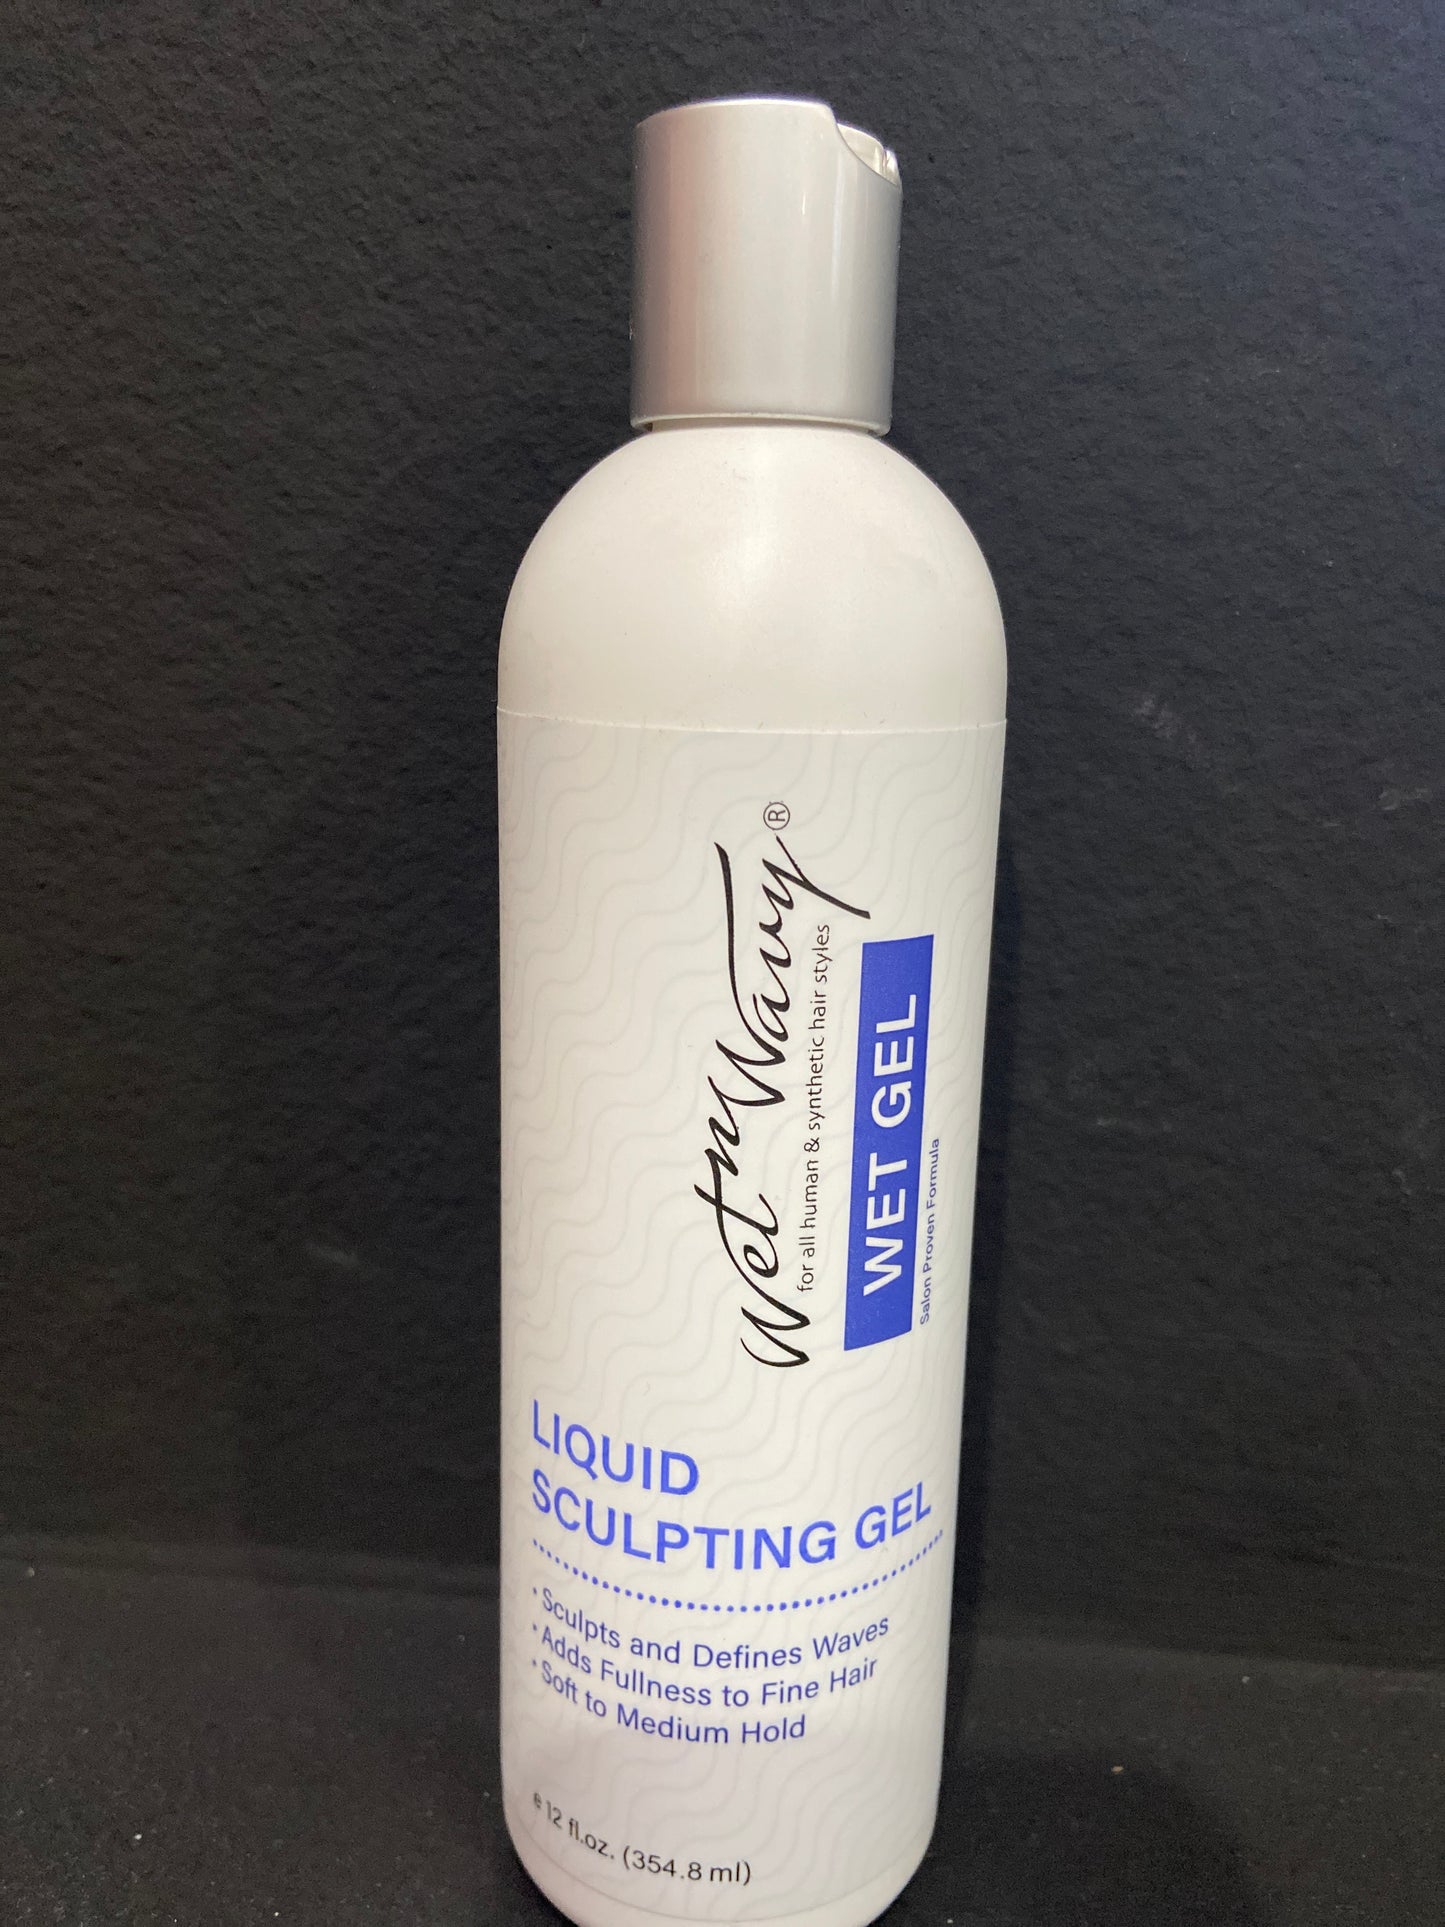 Wet n Wavy®
for all human & synthetic hair styles
WET GEL
Salon Proven Formula
LIQUID
SCULPTING GEL
• Sculpts and Defines Waves
• Adds Fullness to Fine Hair
• Soft to Medium Hold
e 12 fl.oz. (354.8 ml)